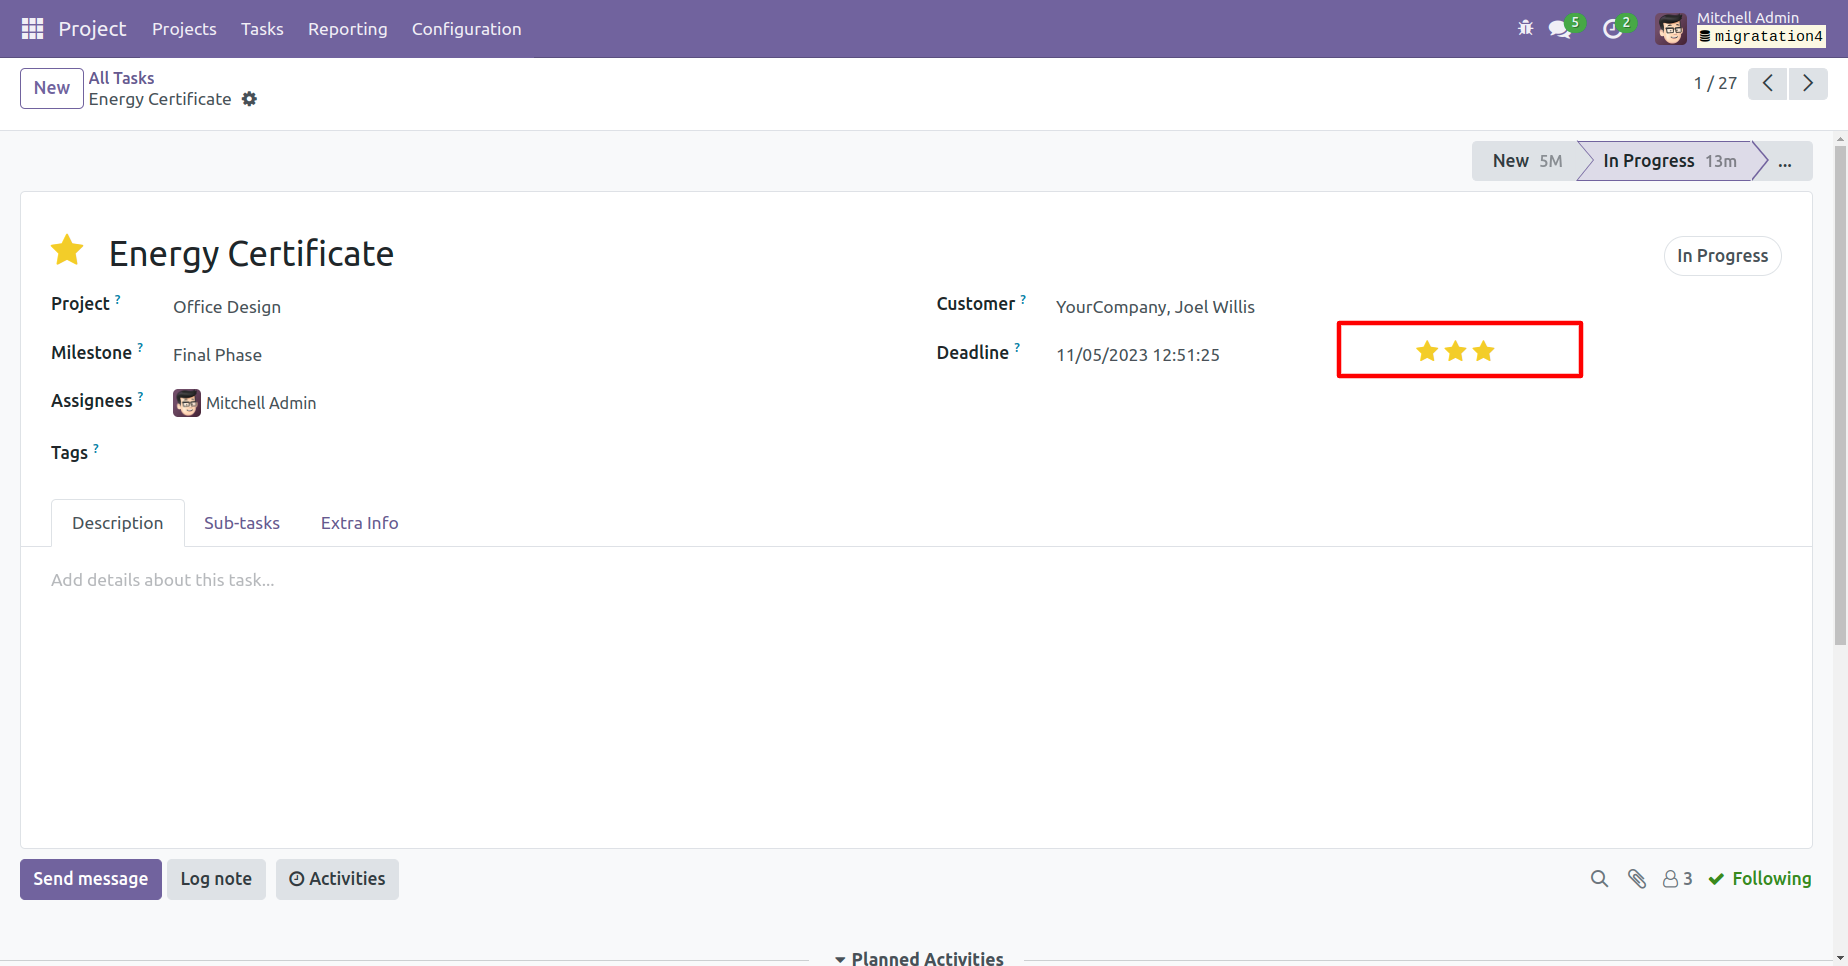 Project Projects Tasks Reporting Configuration 5 2 Mitchell Admin
migratation4
New All Tasks
Energy Certificate
1 / 27
New 5M In Progress 13m ...
Energy Certificate
In Progress
Project ? Office Design
Customer ? YourCompany, Joel Willis
Milestone ? Final Phase
Deadline ? 11/05/2023 12:51:25
Assignees ? Mitchell Admin
Tags ?
Description Sub-tasks Extra Info
Add details about this task...
Send message Log note Activities
3 Following
Planned Activities